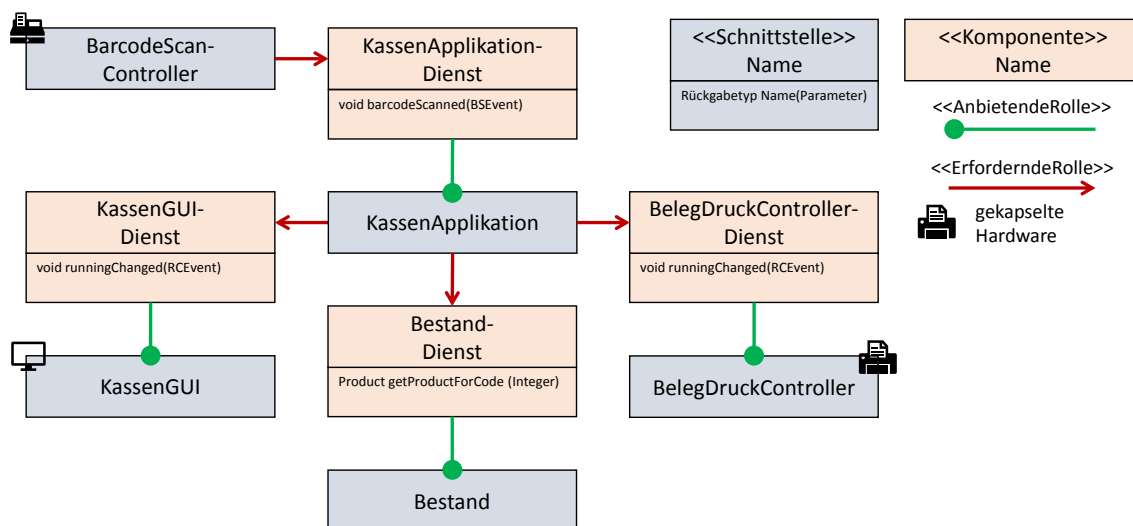 BarcodeScan-
Controller
KassenApplikation-
Dienst
void barcodeScanned(BSEvent)
<<Schnittstelle>>
Name
Rückgabetyp Name(Parameter)
<<Komponente>>
Name
<<AnbietendeRolle>>
<<ErforderndeRolle>>
gekapselte
Hardware
KassenGUI-
Dienst
void runningChanged(RCEvent)
KassenApplikation
BelegDruckController-
Dienst
void runningChanged(RCEvent)
Bestand-
Dienst
Product getProductForCode (Integer)
KassenGUI
BelegDruckController
Bestand